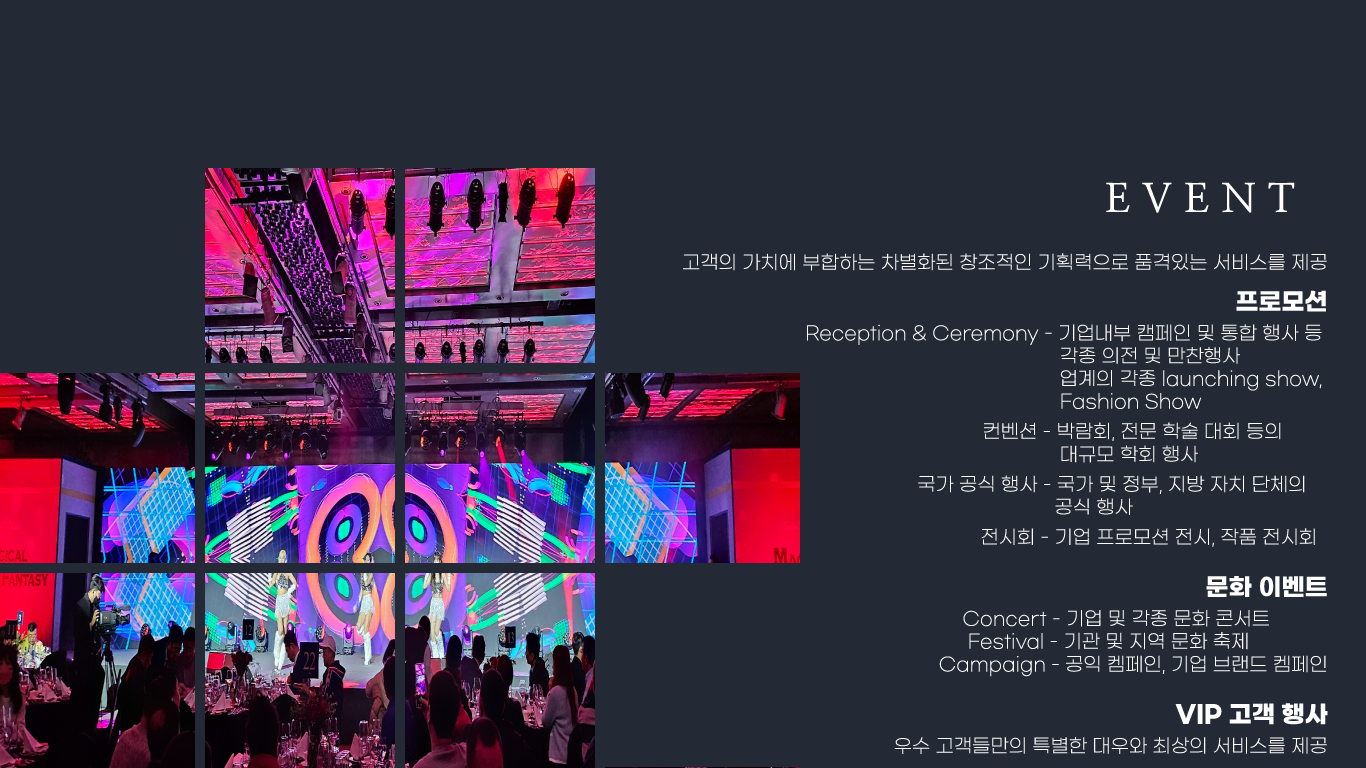 EVENT
고객의 가치에 부합하는 차별화된 창조적인 기획력으로 품격있는 서비스를 제공
프로모션
Reception & Ceremony - 기업내부 캠페인 및 통합 행사 등
각종 의전 및 만찬행사
업계의 각종 launching show,
Fashion Show
컨벤션 - 박람회, 전문 학술 대회 등의
대규모 학회 행사
국가 공식 행사 - 국가 및 정부, 지방 자치 단체의
공식 행사
전시회 - 기업 프로모션 전시, 작품 전시회
문화 이벤트
Concert - 기업 및 각종 문화 콘서트
Festival - 기관 및 지역 문화 축제
Campaign - 공익 켐페인, 기업 브랜드 켐페인
VIP 고객 행사
우수 고객들만의 특별한 대우와 최상의 서비스를 제공
GICAL
FANTASY
MA
22
12